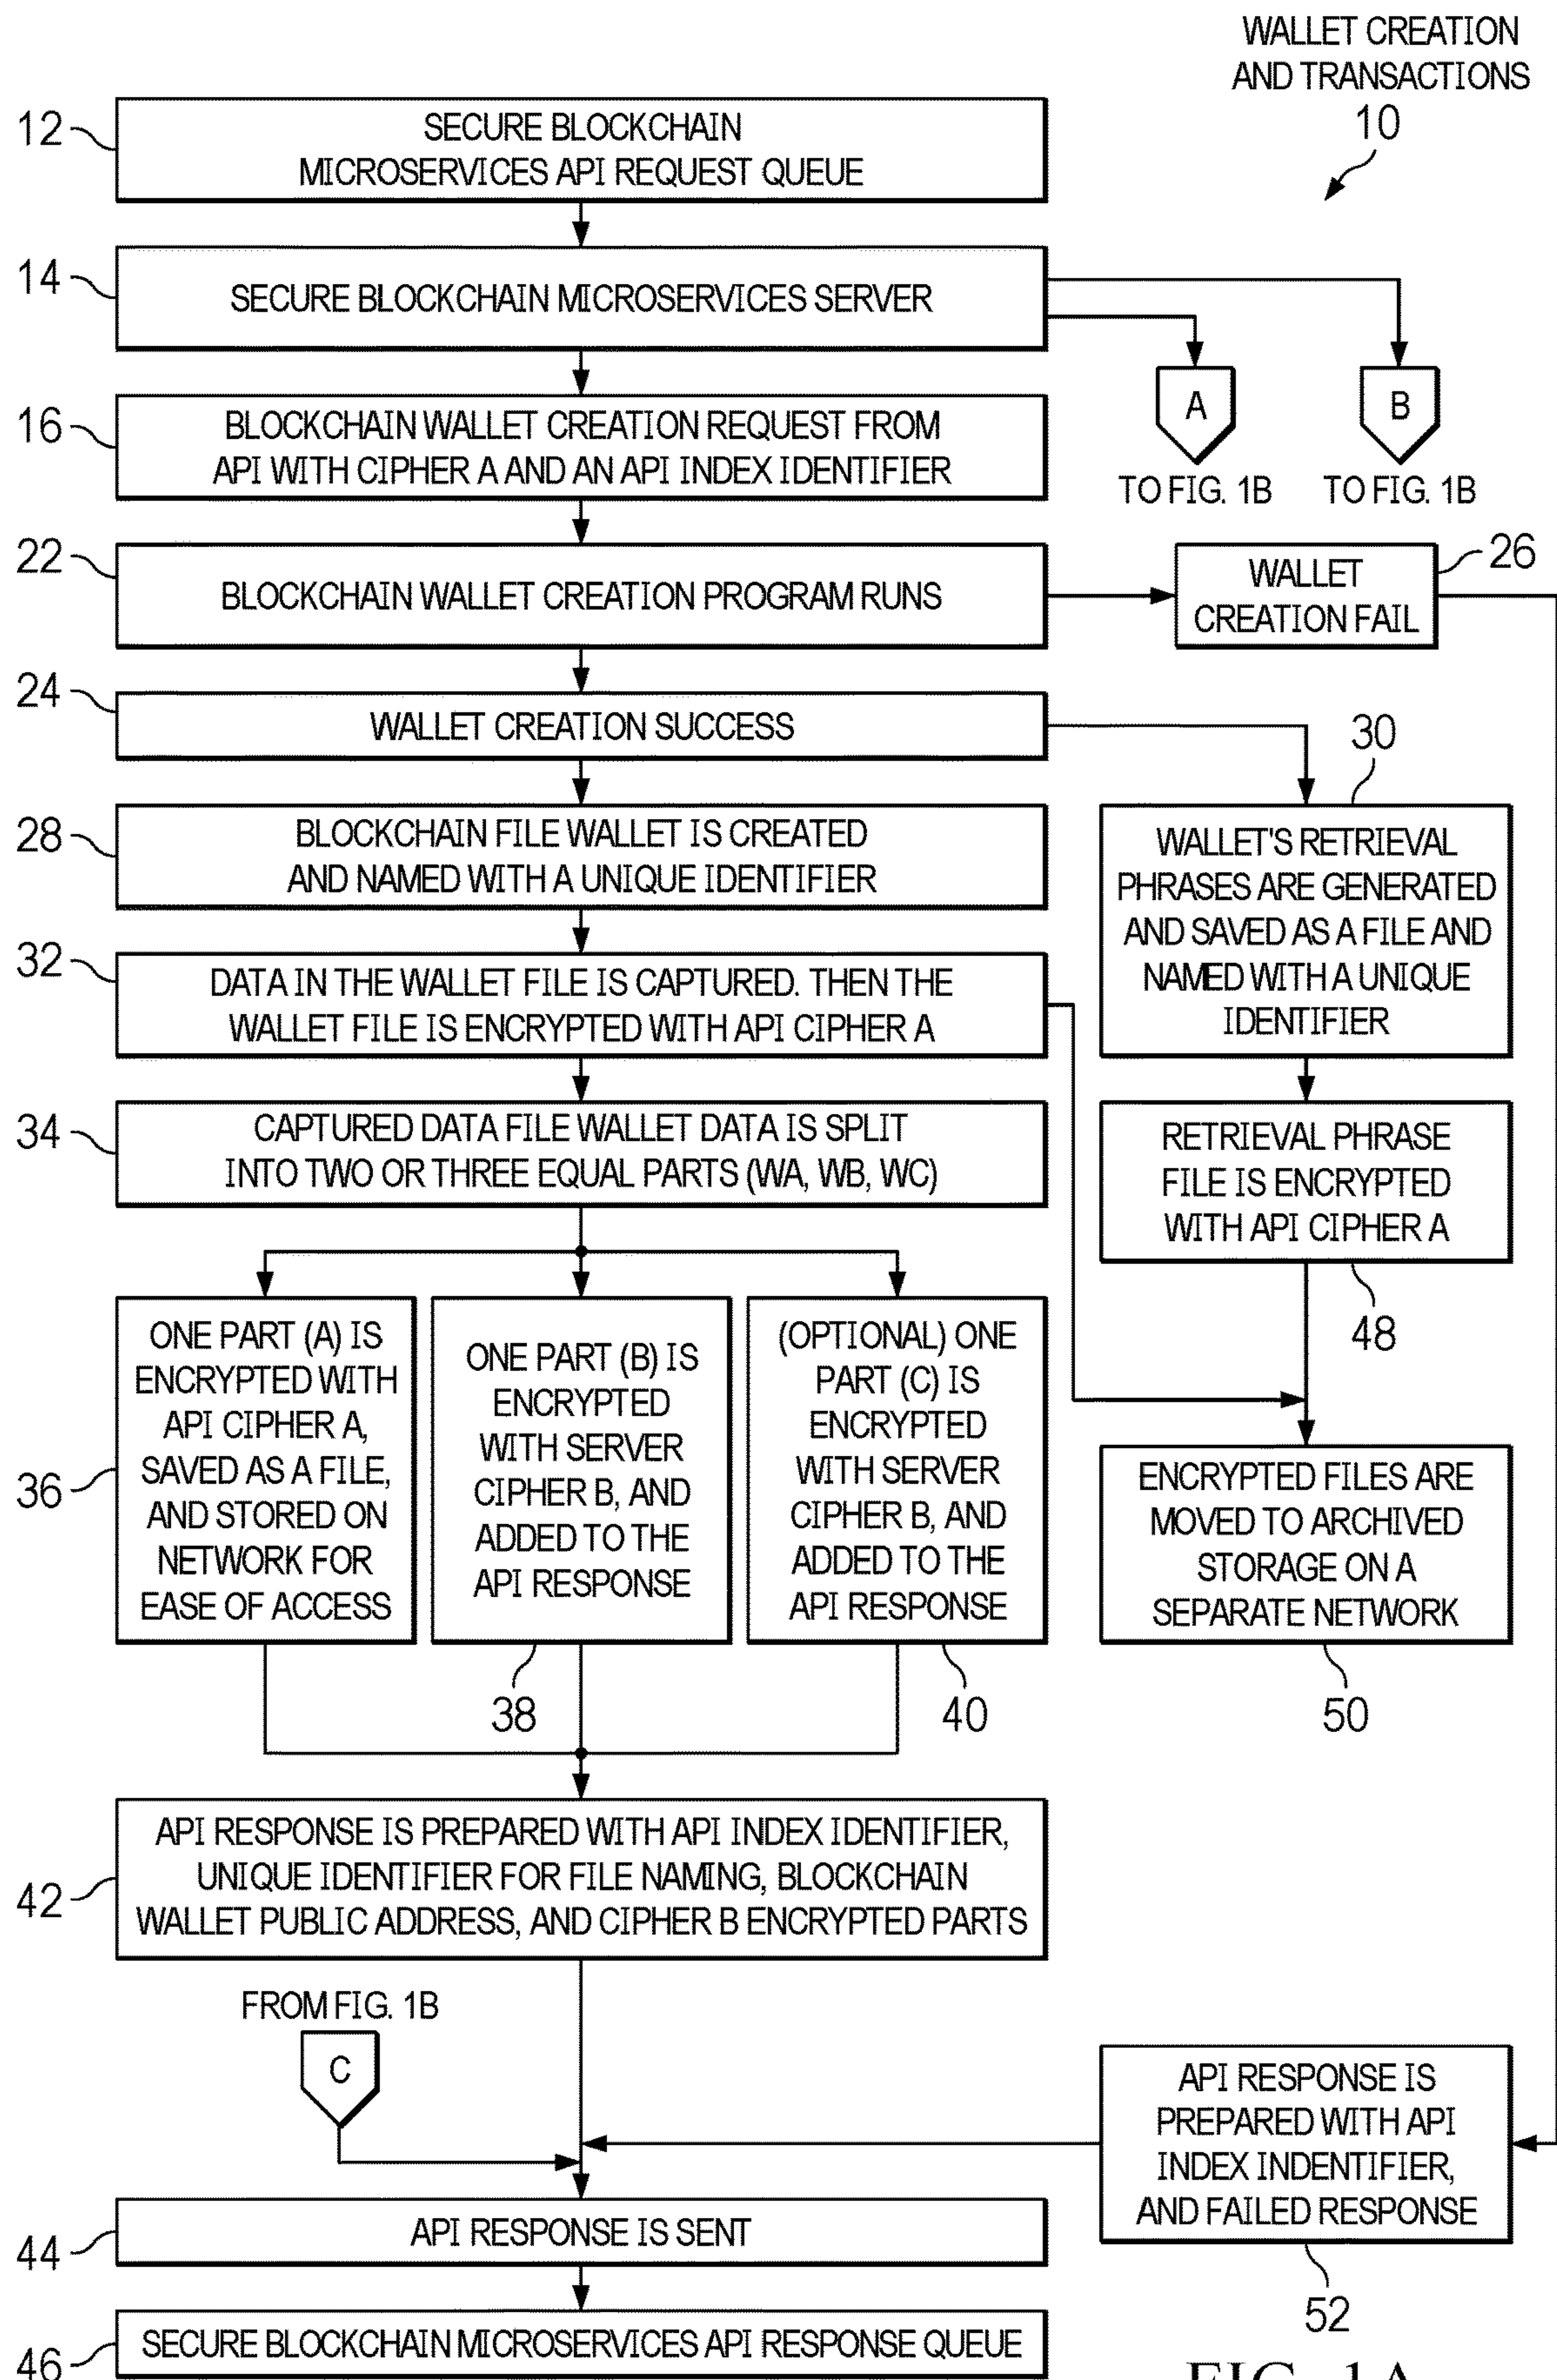 WALLET CREATION
AND TRANSACTIONS
10
12
SECURE BLOCKCHAIN
MICROSERVICES API REQUEST QUEUE
14
SECURE BLOCKCHAIN MICROSERVICES SERVER
A
B
TO FIG. 1B
TO FIG. 1B
16
BLOCKCHAIN WALLET CREATION REQUEST FROM
API WITH CIPHER A AND AN API INDEX IDENTIFIER
22
BLOCKCHAIN WALLET CREATION PROGRAM RUNS
WALLET
CREATION FAIL
26
24
WALLET CREATION SUCCESS
30
28
BLOCKCHAIN FILE WALLET IS CREATED
AND NAMED WITH A UNIQUE IDENTIFIER
WALLET'S RETRIEVAL
PHRASES ARE GENERATED
AND SAVED AS A FILE AND
NAMED WITH A UNIQUE
IDENTIFIER
32
DATA IN THE WALLET FILE IS CAPTURED. THEN THE
WALLET FILE IS ENCRYPTED WITH API CIPHER A
34
CAPTURED DATA FILE WALLET DATA IS SPLIT
INTO TWO OR THREE EQUAL PARTS (WA, WB, WC)
RETRIEVAL PHRASE
FILE IS ENCRYPTED
WITH API CIPHER A
48
36
ONE PART (A) IS
ENCRYPTED WITH
API CIPHER A,
SAVED AS A FILE,
AND STORED ON
NETWORK FOR
EASE OF ACCESS
ONE PART (B) IS
ENCRYPTED
WITH SERVER
CIPHER B, AND
ADDED TO THE
API RESPONSE
38
(OPTIONAL) ONE
PART (C) IS
ENCRYPTED
WITH SERVER
CIPHER B, AND
ADDED TO THE
API RESPONSE
40
ENCRYPTED FILES ARE
MOVED TO ARCHIVED
STORAGE ON A
SEPARATE NETWORK
50
42
API RESPONSE IS PREPARED WITH API INDEX IDENTIFIER,
UNIQUE IDENTIFIER FOR FILE NAMING, BLOCKCHAIN
WALLET PUBLIC ADDRESS, AND CIPHER B ENCRYPTED PARTS
FROM FIG. 1B
C
API RESPONSE IS
PREPARED WITH API
INDEX INDENTIFIER,
AND FAILED RESPONSE
52
44
API RESPONSE IS SENT
46
SECURE BLOCKCHAIN MICROSERVICES API RESPONSE QUEUE
FIG. 1A